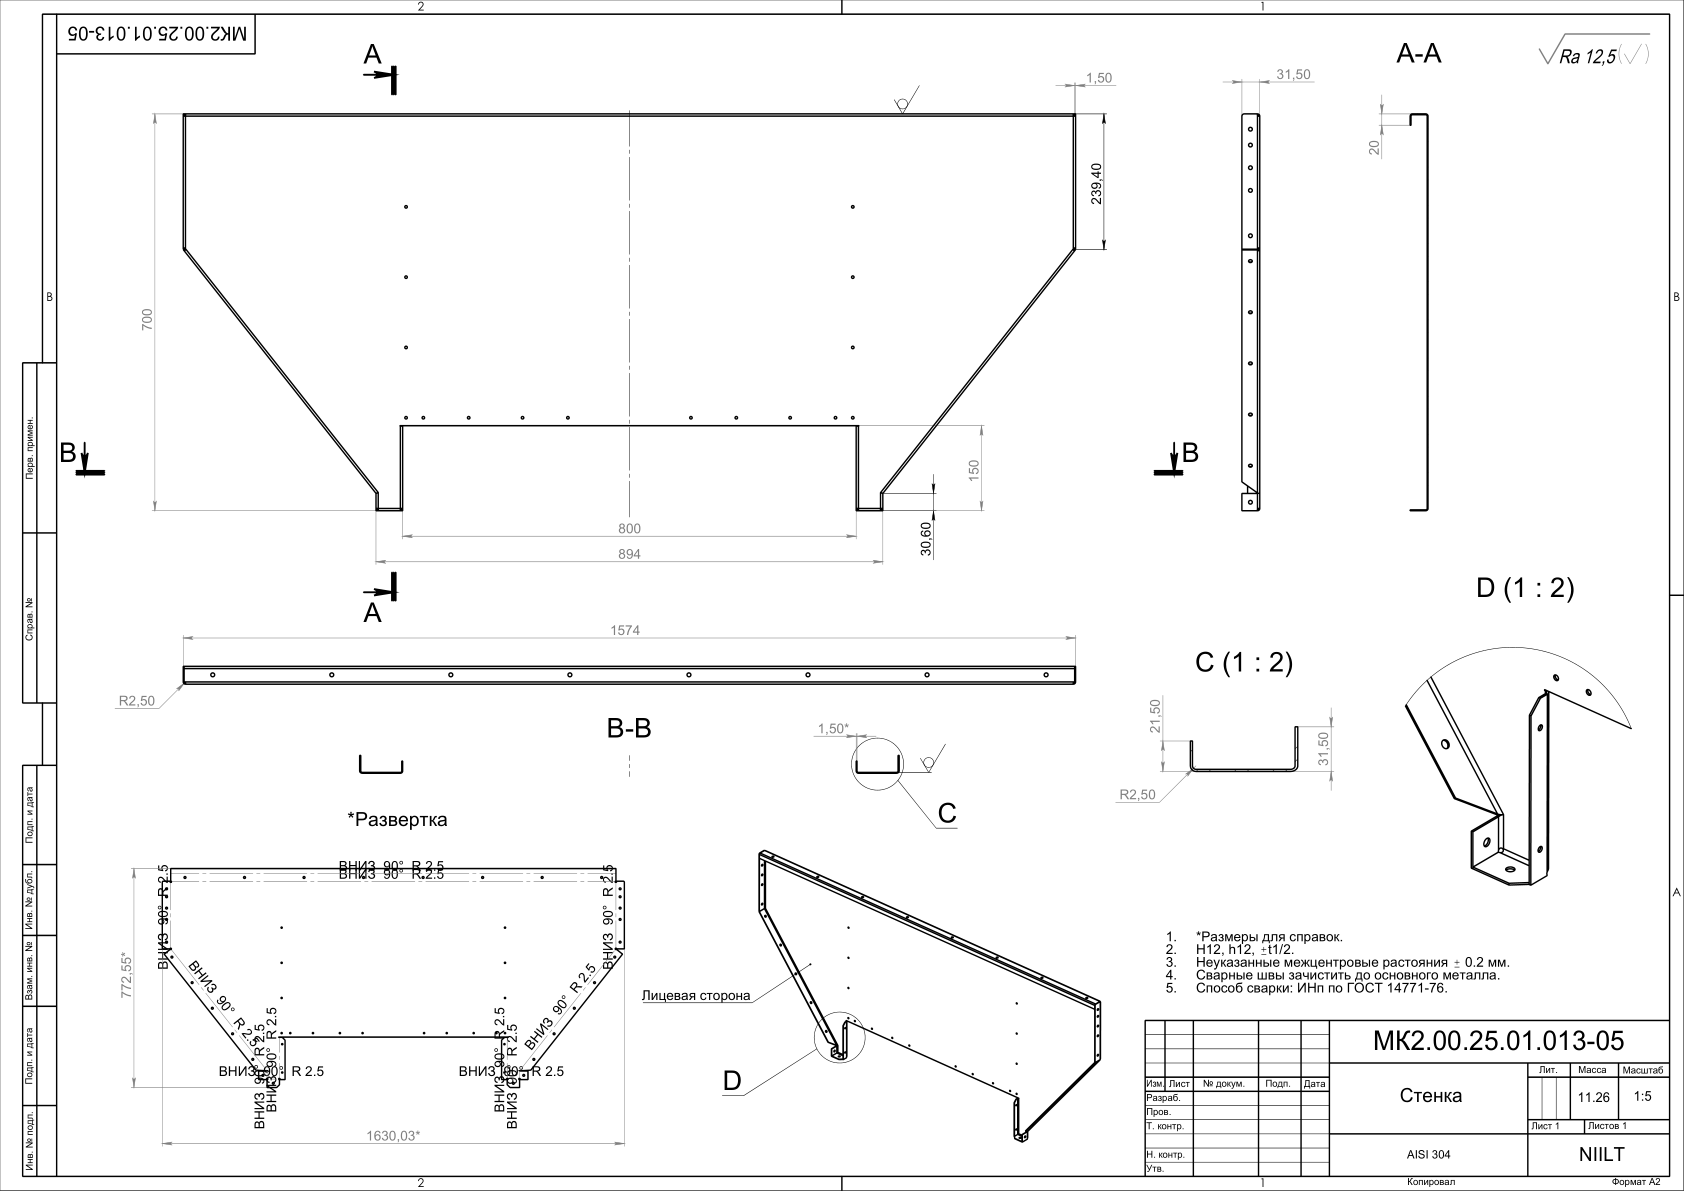 2
1
МК2.00.25.01.013-05
A
A-A
Ra 12,5(√)
1,50
31,50
20
239,40
700
B
B
B
B
150
30,60
800
894
A
D (1 : 2)
1574
R2,50
C (1 : 2)
B-B
1,50*
C
21,50
31,50
R2,50
*Развертка
ВНИЗ 90° R 2.5
ВНИЗ 90° R 2.5
ВНИЗ 90° R 2.5
ВНИЗ 90° R 2.5
ВНИЗ 90° R 2.5
ВНИЗ 90° R 2.5
ВНИЗ 90° R 2.5
ВНИЗ 90° R 2.5
ВНИЗ 90° R 2.5
ВНИЗ 90° R 2.5
ВНИЗ 90° R 2.5
ВНИЗ 90° R 2.5
772,55*
1630,03*
Лицевая сторона
D
A
1. *Размеры для справок.
2. H12, h12, ±t1/2.
3. Неуказанные межцентровые растояния ± 0.2 мм.
4. Сварные швы зачистить до основного металла.
5. Способ сварки: ИНп по ГОСТ 14771-76.
Перв. примен.
Справ. №
Подп. и дата
Инв. № дубл.
Взам. инв. №
Подп. и дата
Инв. № подл.
МК2.00.25.01.013-05
Изм. Лист № докум. Подп. Дата
Разраб.
Пров.
Т. контр.
Н. контр.
Утв.
Стенка
Лит. Масса Масштаб
11.26 1:5
Лист 1 Листов 1
AISI 304
NIILT
2
1
Копировал Формат A2